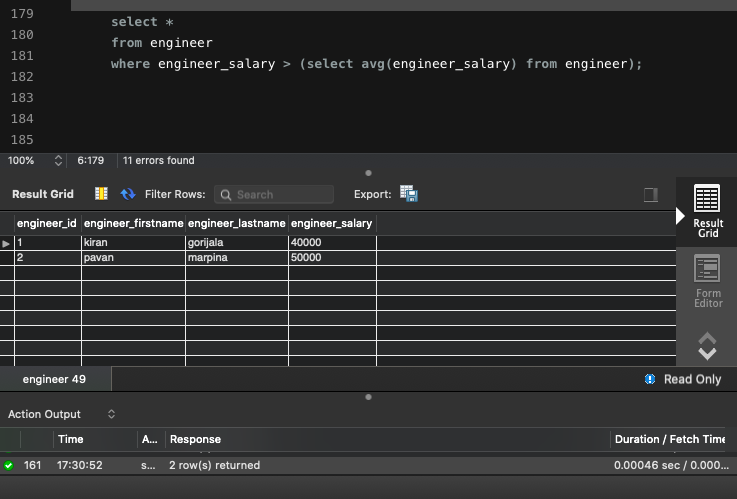 179
180
181
182
183
184
185
select *
from engineer
where engineer_salary > (select avg(engineer_salary) from engineer);
100% 6:179 11 errors found
Result Grid Filter Rows: Search Export:
engineer_id engineer_firstname engineer_lastname engineer_salary
1 kiran gorijala 40000
2 pavan marpina 50000
Result
Grid
Form
Editor
engineer 49 Read Only
Action Output
Time A... Response Duration / Fetch Time
161 17:30:52 s... 2 row(s) returned 0.00046 sec / 0.000...